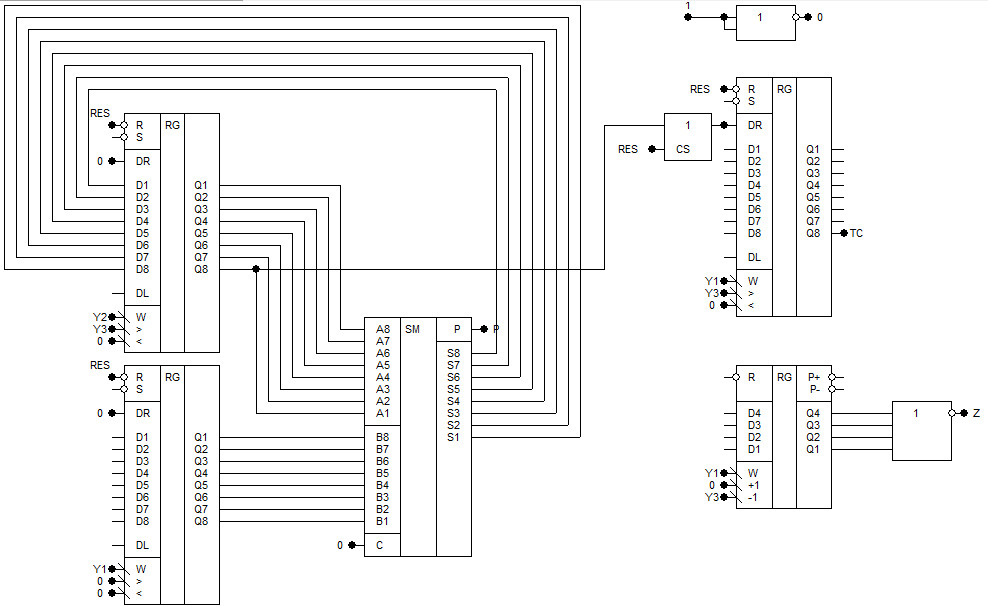 1
1 0
RES
R RG
S
0 DR
D1 Q1
D2 Q2
D3 Q3
D4 Q4
D5 Q5
D6 Q6
D7 Q7
D8 Q8
DL
Y2 W
Y3 >
0 <
RES
R RG
S
0 DR
D1 Q1
D2 Q2
D3 Q3
D4 Q4
D5 Q5
D6 Q6
D7 Q7
D8 Q8
DL
Y1 W
0 >
0 <
A8 SM P P
A7
A6 S8
A5 S7
A4 S6
A3 S5
A2 S4
A1 S3
S2
B8 S1
B7
B6
B5
B4
B3
B2
B1
0 C
1
RES CS
RES R RG
S
DR
D1 Q1
D2 Q2
D3 Q3
D4 Q4
D5 Q5
D6 Q6
D7 Q7
D8 Q8 TC
DL
Y1 W
Y3 >
0 <
R RG P+
P-
D4 Q4
D3 Q3
D2 Q2
D1 Q1
Y1 W
0 +1
Y3 -1
1 Z